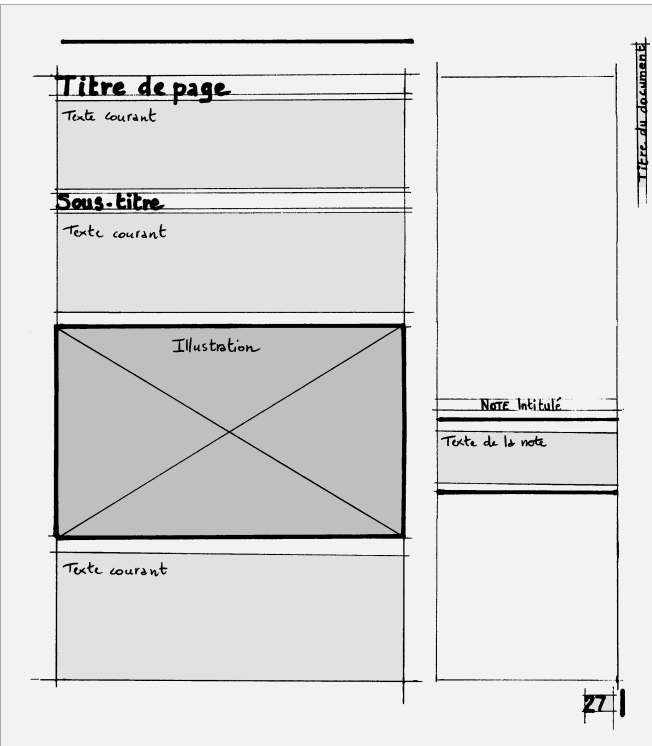 Titre de page
Texte courant
Sous-titre
Texte courant
Illustration
Texte courant
NOTE Intitulé
Texte de la note
Titre du document
27